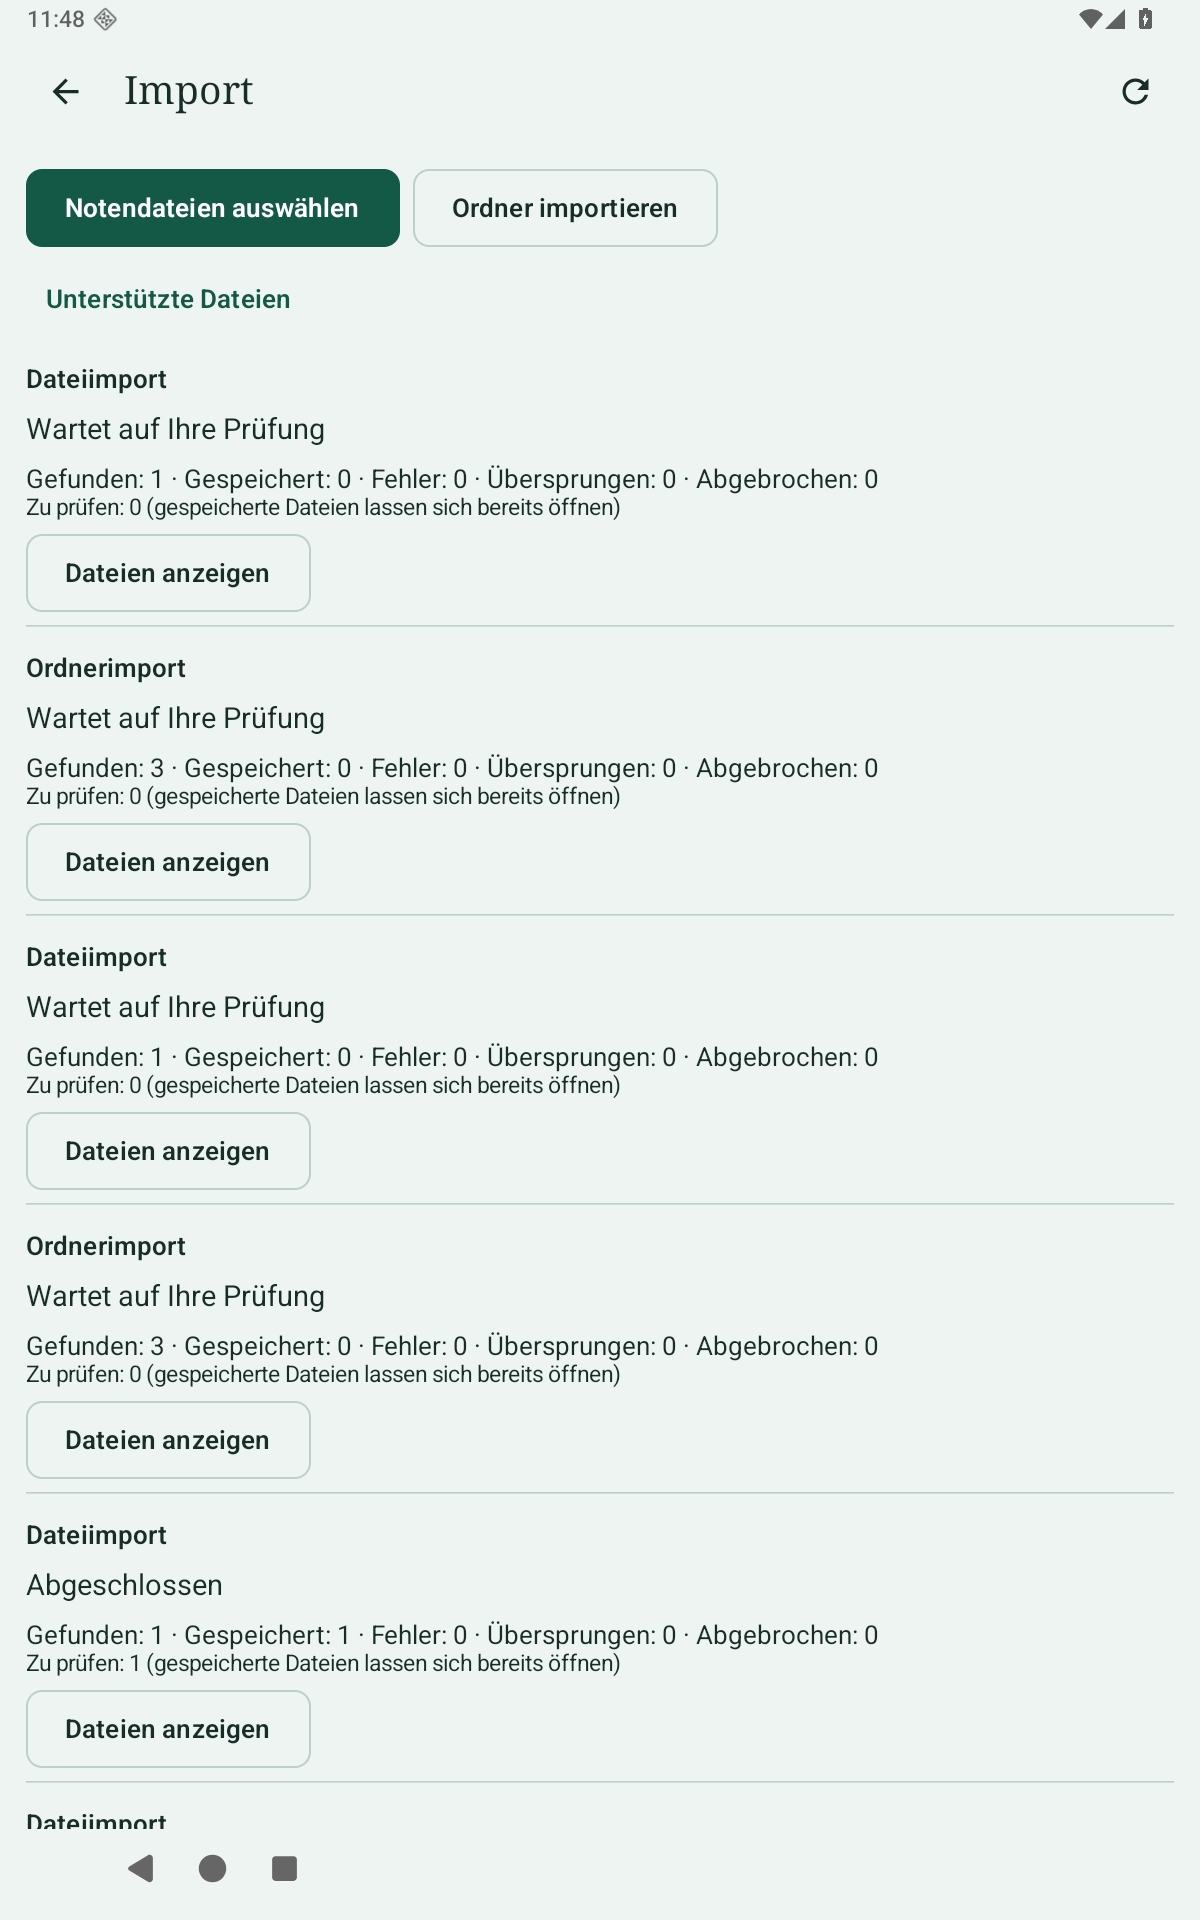 11:48
Import
Notendateien auswählen
Ordner importieren
Unterstützte Dateien
Dateiimport
Wartet auf Ihre Prüfung
Gefunden: 1 · Gespeichert: 0 · Fehler: 0 · Übersprungen: 0 · Abgebrochen: 0
Zu prüfen: 0 (gespeicherte Dateien lassen sich bereits öffnen)
Dateien anzeigen
Ordnerimport
Wartet auf Ihre Prüfung
Gefunden: 3 · Gespeichert: 0 · Fehler: 0 · Übersprungen: 0 · Abgebrochen: 0
Zu prüfen: 0 (gespeicherte Dateien lassen sich bereits öffnen)
Dateien anzeigen
Dateiimport
Wartet auf Ihre Prüfung
Gefunden: 1 · Gespeichert: 0 · Fehler: 0 · Übersprungen: 0 · Abgebrochen: 0
Zu prüfen: 0 (gespeicherte Dateien lassen sich bereits öffnen)
Dateien anzeigen
Ordnerimport
Wartet auf Ihre Prüfung
Gefunden: 3 · Gespeichert: 0 · Fehler: 0 · Übersprungen: 0 · Abgebrochen: 0
Zu prüfen: 0 (gespeicherte Dateien lassen sich bereits öffnen)
Dateien anzeigen
Dateiimport
Abgeschlossen
Gefunden: 1 · Gespeichert: 1 · Fehler: 0 · Übersprungen: 0 · Abgebrochen: 0
Zu prüfen: 1 (gespeicherte Dateien lassen sich bereits öffnen)
Dateien anzeigen
Dateiimport